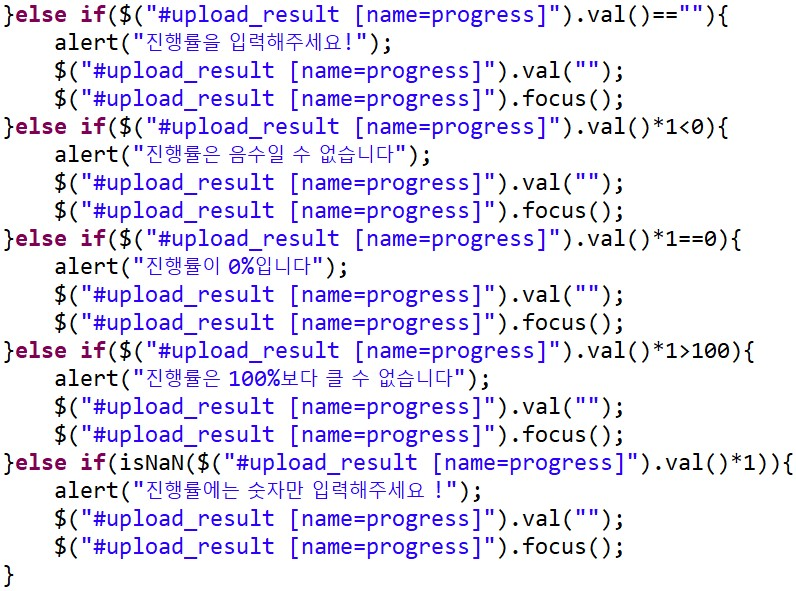 }else if($("#upload_result [name=progress]").val()==""){
    alert("진행률을 입력해주세요!");
    $("#upload_result [name=progress]").val("");
    $("#upload_result [name=progress]").focus();
}else if($("#upload_result [name=progress]").val()*1<0){
    alert("진행률은 음수일 수 없습니다");
    $("#upload_result [name=progress]").val("");
    $("#upload_result [name=progress]").focus();
}else if($("#upload_result [name=progress]").val()*1==0){
    alert("진행률이 0%입니다");
    $("#upload_result [name=progress]").val("");
    $("#upload_result [name=progress]").focus();
}else if($("#upload_result [name=progress]").val()*1>100){
    alert("진행률은 100%보다 클 수 없습니다");
    $("#upload_result [name=progress]").val("");
    $("#upload_result [name=progress]").focus();
}else if(isNaN($("#upload_result [name=progress]").val()*1)){
    alert("진행률에는 숫자만 입력해주세요 !");
    $("#upload_result [name=progress]").val("");
    $("#upload_result [name=progress]").focus();
}